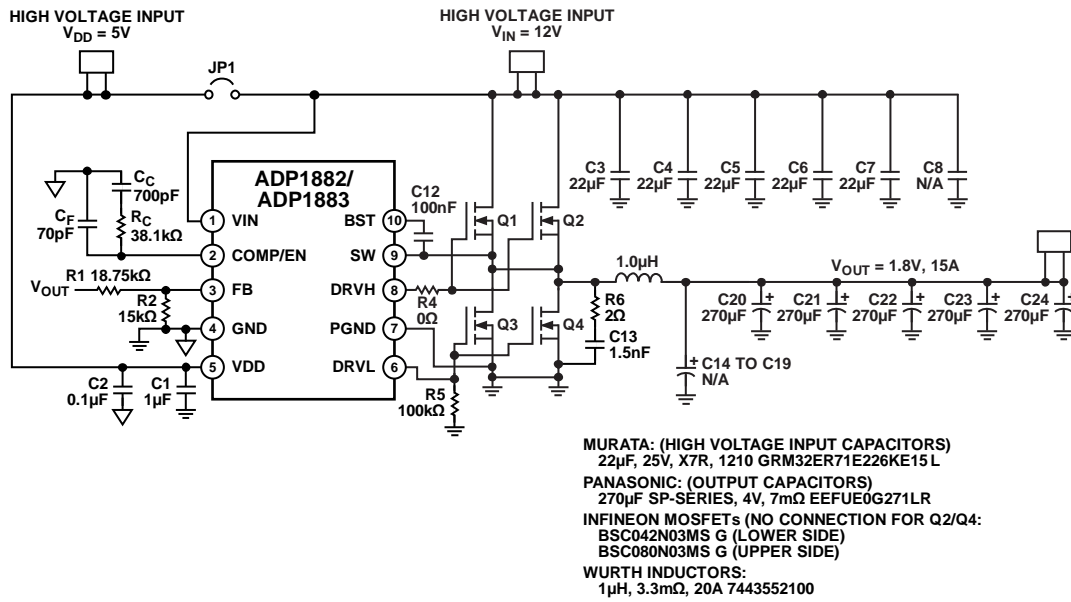 HIGH VOLTAGE INPUT
V_DD = 5V
HIGH VOLTAGE INPUT
V_IN = 12V
JP1
ADP1882/
ADP1883
C_C
700pF
C_F
70pF
R_C
38.1kΩ
1 VIN
2 COMP/EN
3 FB
4 GND
5 VDD
BST 10
SW 9
DRVH 8
PGND 7
DRVL 6
C12
100nF
Q1
Q2
Q3
Q4
C3
22µF
C4
22µF
C5
22µF
C6
22µF
C7
22µF
C8
N/A
R1 18.75kΩ
V_OUT
R2
15kΩ
R4
0Ω
1.0µH
V_OUT = 1.8V, 15A
R6
2Ω
C13
1.5nF
C20 +
270µF
C21 +
270µF
C22 +
270µF
C23 +
270µF
C24 +
270µF
+ C14 TO C19
N/A
C2
0.1µF
C1
1µF
R5
100kΩ
MURATA: (HIGH VOLTAGE INPUT CAPACITORS)
22µF, 25V, X7R, 1210 GRM32ER71E226KE15 L
PANASONIC: (OUTPUT CAPACITORS)
270µF SP-SERIES, 4V, 7mΩ EEFUE0G271LR
INFINEON MOSFETs (NO CONNECTION FOR Q2/Q4:
BSC042N03MS G (LOWER SIDE)
BSC080N03MS G (UPPER SIDE)
WURTH INDUCTORS:
1µH, 3.3mΩ, 20A 7443552100